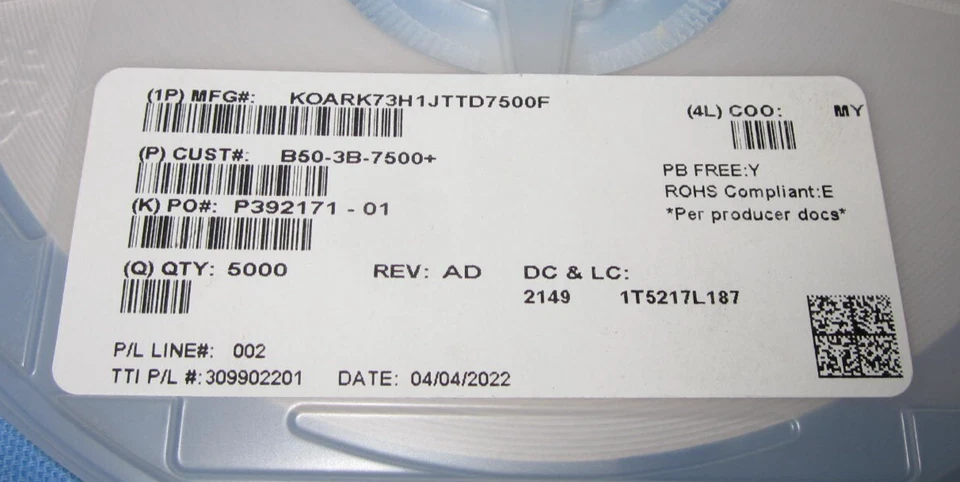 (1P) MFG#: KOARK73H1JTTD7500F
(4L) COO: MY
(P) CUST#: B50-3B-7500+
PB FREE:Y
ROHS Compliant:E
(K) PO#: P392171 - 01
*Per producer docs*
(Q) QTY: 5000 REV: AD DC & LC:
2149 1T5217L187
P/L LINE#: 002
TTI P/L #:309902201 DATE: 04/04/2022